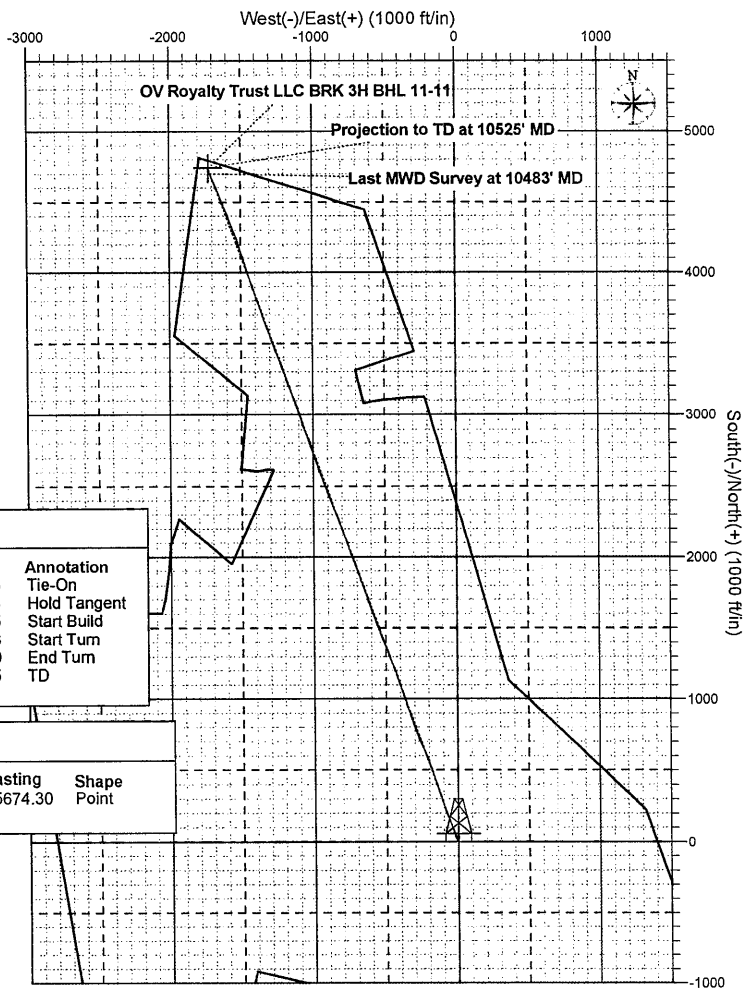 West(-)/East(+) (1000 ft/in)
-3000
-2000
-1000
0
1000
N
OV Royalty Trust LLC BRK 3H BHL 11-11
Projection to TD at 10525' MD
Last MWD Survey at 10483' MD
5000
4000
3000
2000
1000
0
-1000
South(-)/North(+) (1000 ft/in)
Annotation
Tie-On
Hold Tangent
Start Build
Start Turn
End Turn
TD
asting Shape
5674.30 Point